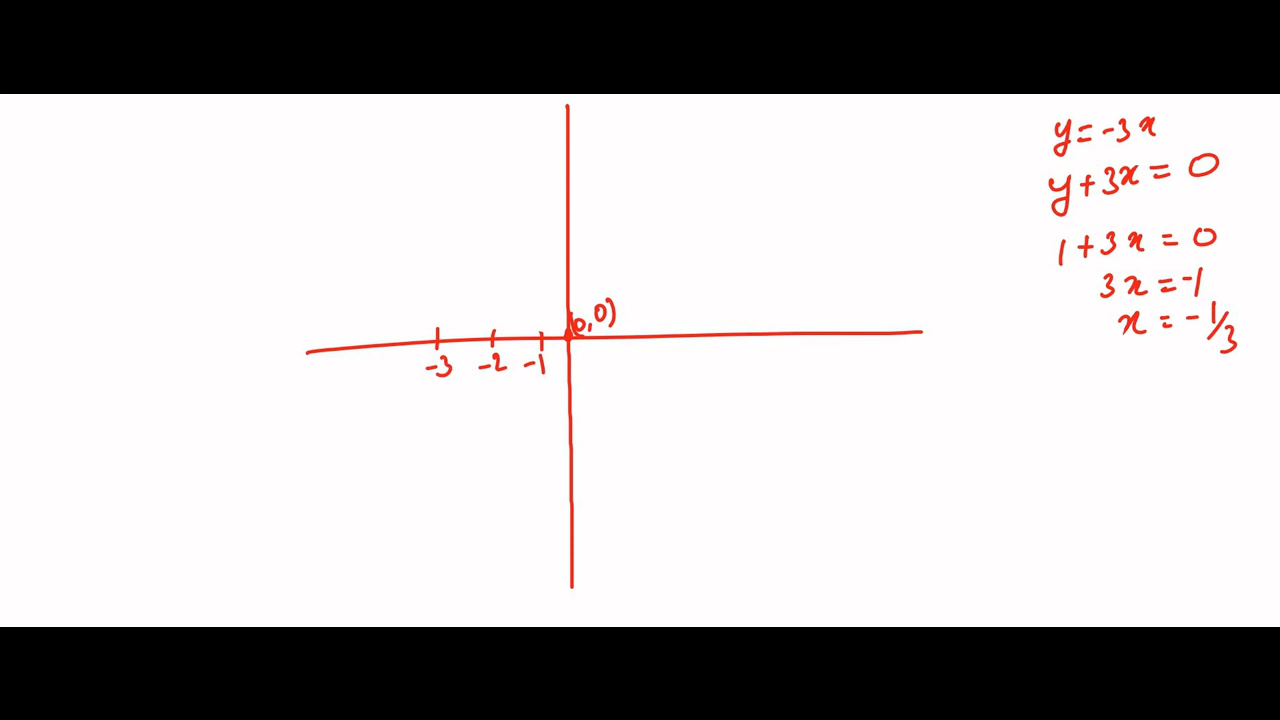 y = -3x
y + 3x = 0
1 + 3x = 0
3x = -1
x = -1/3
(0,0)
-3 -2 -1